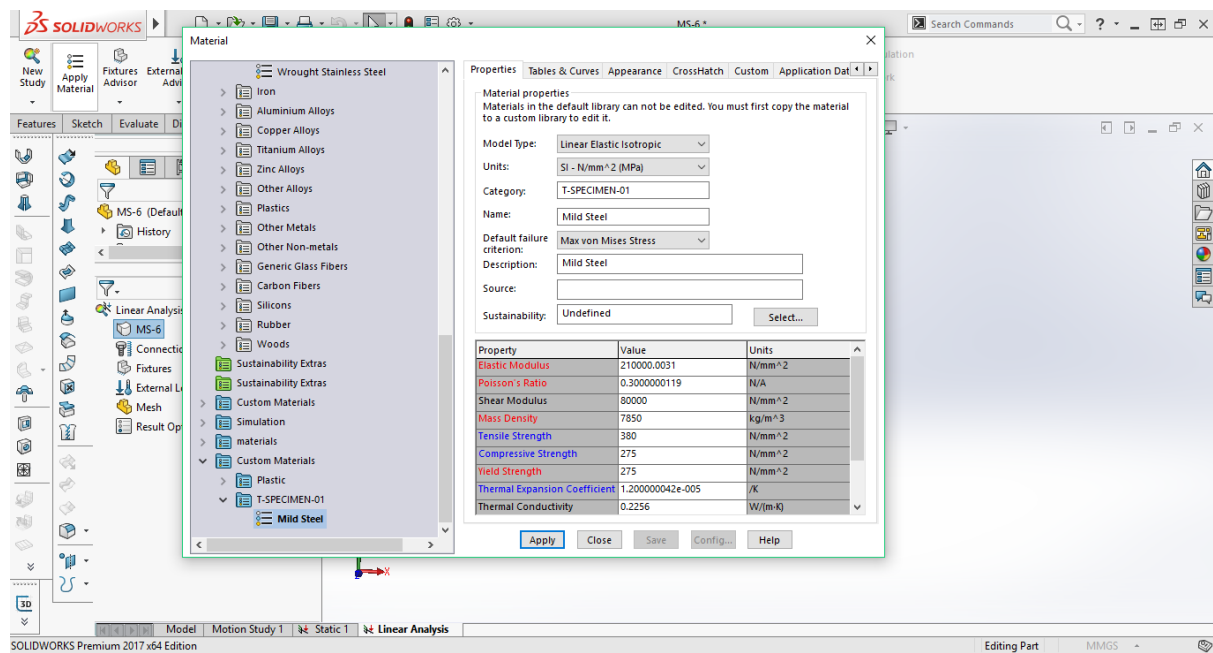 SOLIDWORKS
MS-6 *
Search Commands
?
New Study
Apply Material
Fixtures Advisor
External
Advi
ulation
rk
Features Sketch Evaluate Di
MS-6 (Default
History
Linear Analysis
MS-6
Connectio
Fixtures
External L
Mesh
Result Op
3D
Material
Wrought Stainless Steel
Iron
Aluminium Alloys
Copper Alloys
Titanium Alloys
Zinc Alloys
Other Alloys
Plastics
Other Metals
Other Non-metals
Generic Glass Fibers
Carbon Fibers
Silicons
Rubber
Woods
Sustainability Extras
Sustainability Extras
Custom Materials
Simulation
materials
Custom Materials
Plastic
T-SPECIMEN-01
Mild Steel
Properties Tables & Curves Appearance CrossHatch Custom Application Dat
Material properties
Materials in the default library can not be edited. You must first copy the material
to a custom library to edit it.
Model Type: Linear Elastic Isotropic
Units: SI - N/mm^2 (MPa)
Category: T-SPECIMEN-01
Name: Mild Steel
Default failure criterion: Max von Mises Stress
Description: Mild Steel
Source:
Sustainability: Undefined Select...
Property Value Units
Elastic Modulus 210000.0031 N/mm^2
Poisson's Ratio 0.3000000119 N/A
Shear Modulus 80000 N/mm^2
Mass Density 7850 kg/m^3
Tensile Strength 380 N/mm^2
Compressive Strength 275 N/mm^2
Yield Strength 275 N/mm^2
Thermal Expansion Coefficient 1.200000042e-005 /K
Thermal Conductivity 0.2256 W/(m·K)
Apply Close Save Config... Help
X
Model Motion Study 1 Static 1 Linear Analysis
SOLIDWORKS Premium 2017 x64 Edition Editing Part MMGS